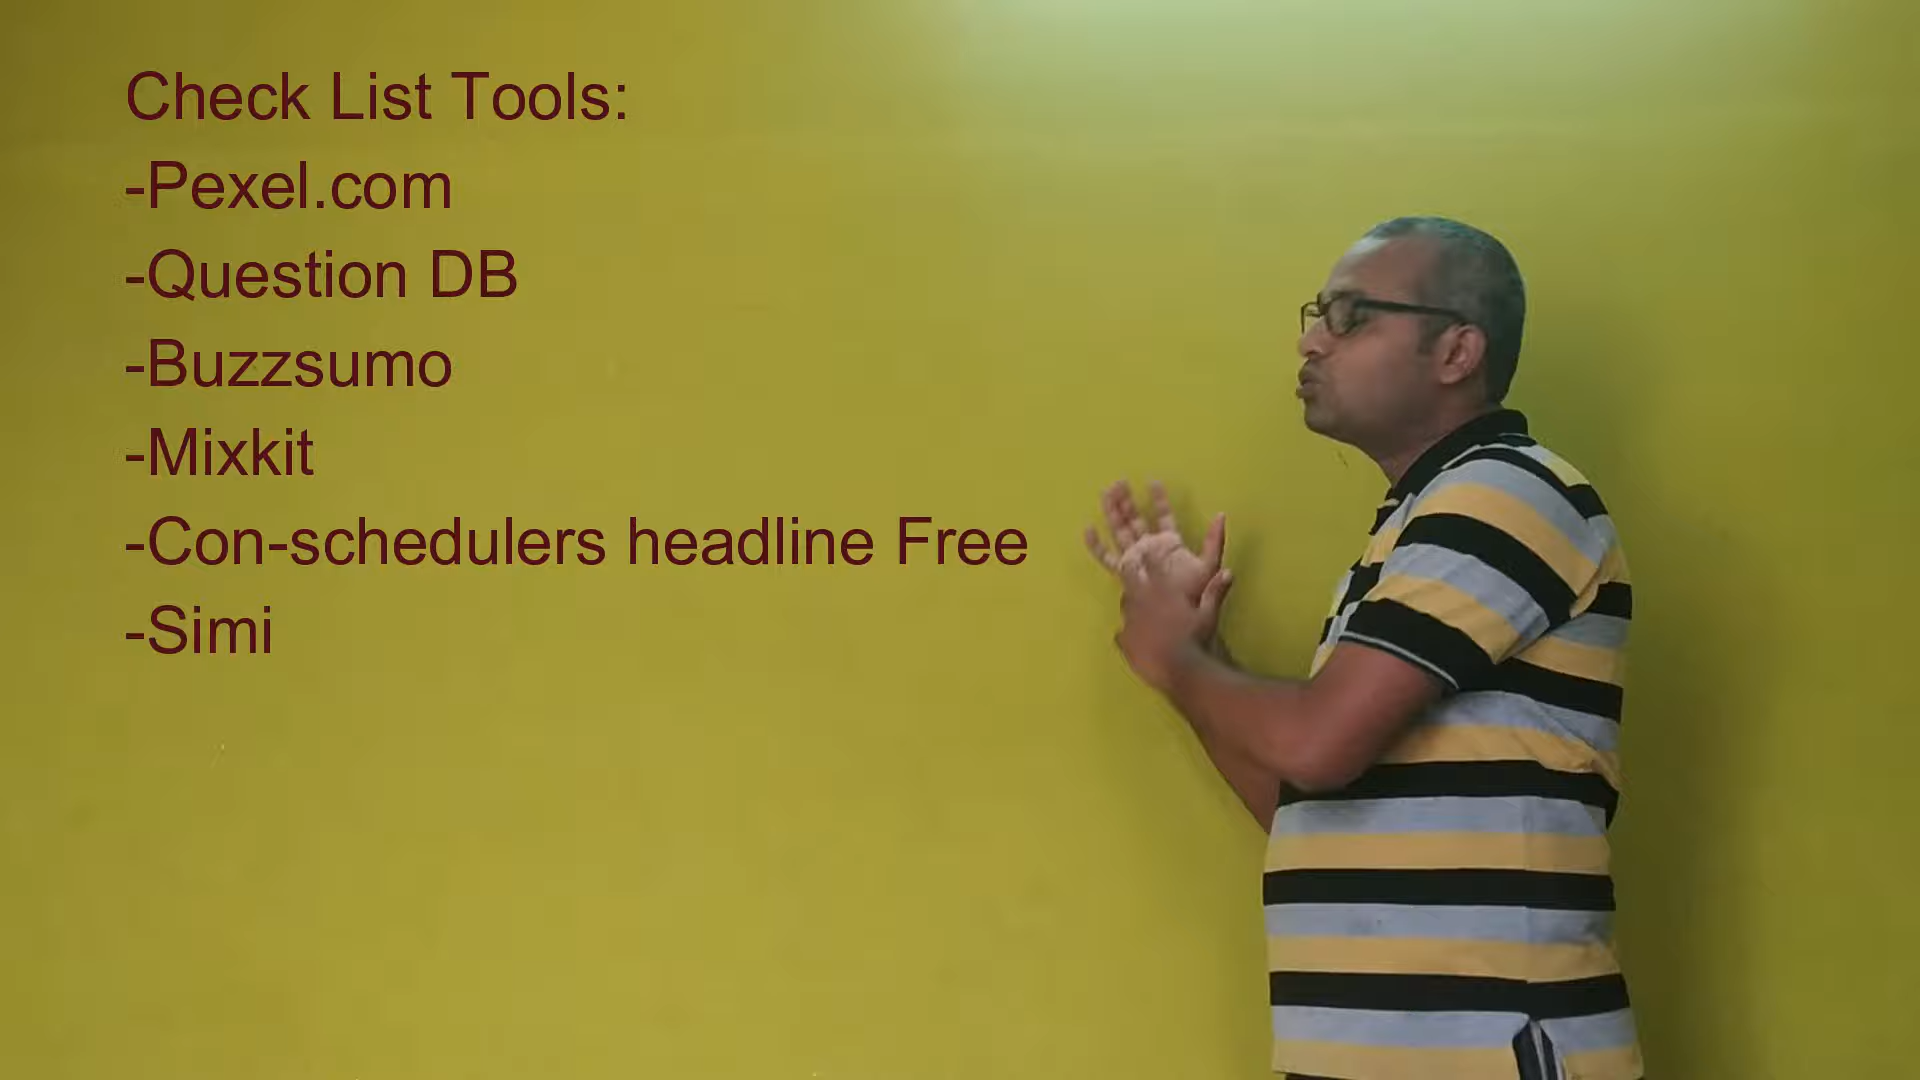 Check List Tools:
-Pexel.com
-Question DB
-Buzzsumo
-Mixkit
-Con-schedulers headline Free
-Simi